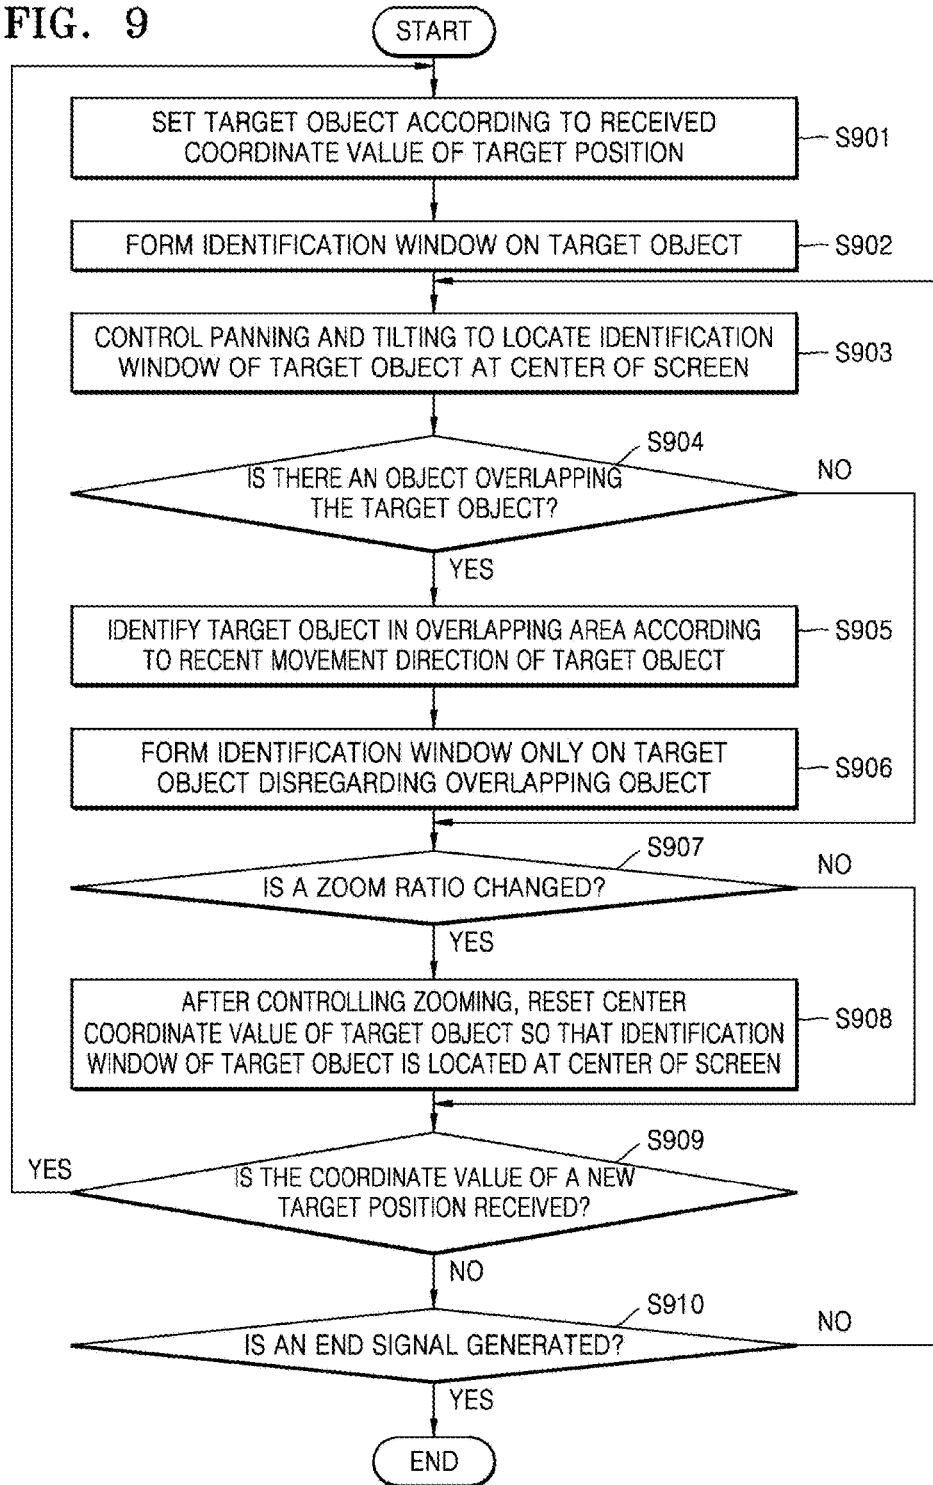 FIG. 9
START
SET TARGET OBJECT ACCORDING TO RECEIVED
COORDINATE VALUE OF TARGET POSITION
S901
FORM IDENTIFICATION WINDOW ON TARGET OBJECT
S902
CONTROL PANNING AND TILTING TO LOCATE IDENTIFICATION
WINDOW OF TARGET OBJECT AT CENTER OF SCREEN
S903
S904
IS THERE AN OBJECT OVERLAPPING
THE TARGET OBJECT?
NO
YES
IDENTIFY TARGET OBJECT IN OVERLAPPING AREA ACCORDING
TO RECENT MOVEMENT DIRECTION OF TARGET OBJECT
S905
FORM IDENTIFICATION WINDOW ONLY ON TARGET
OBJECT DISREGARDING OVERLAPPING OBJECT
S906
S907
IS A ZOOM RATIO CHANGED?
NO
YES
AFTER CONTROLLING ZOOMING, RESET CENTER
COORDINATE VALUE OF TARGET OBJECT SO THAT IDENTIFICATION
WINDOW OF TARGET OBJECT IS LOCATED AT CENTER OF SCREEN
S908
S909
YES
IS THE COORDINATE VALUE OF A NEW
TARGET POSITION RECEIVED?
NO
S910
IS AN END SIGNAL GENERATED?
NO
YES
END